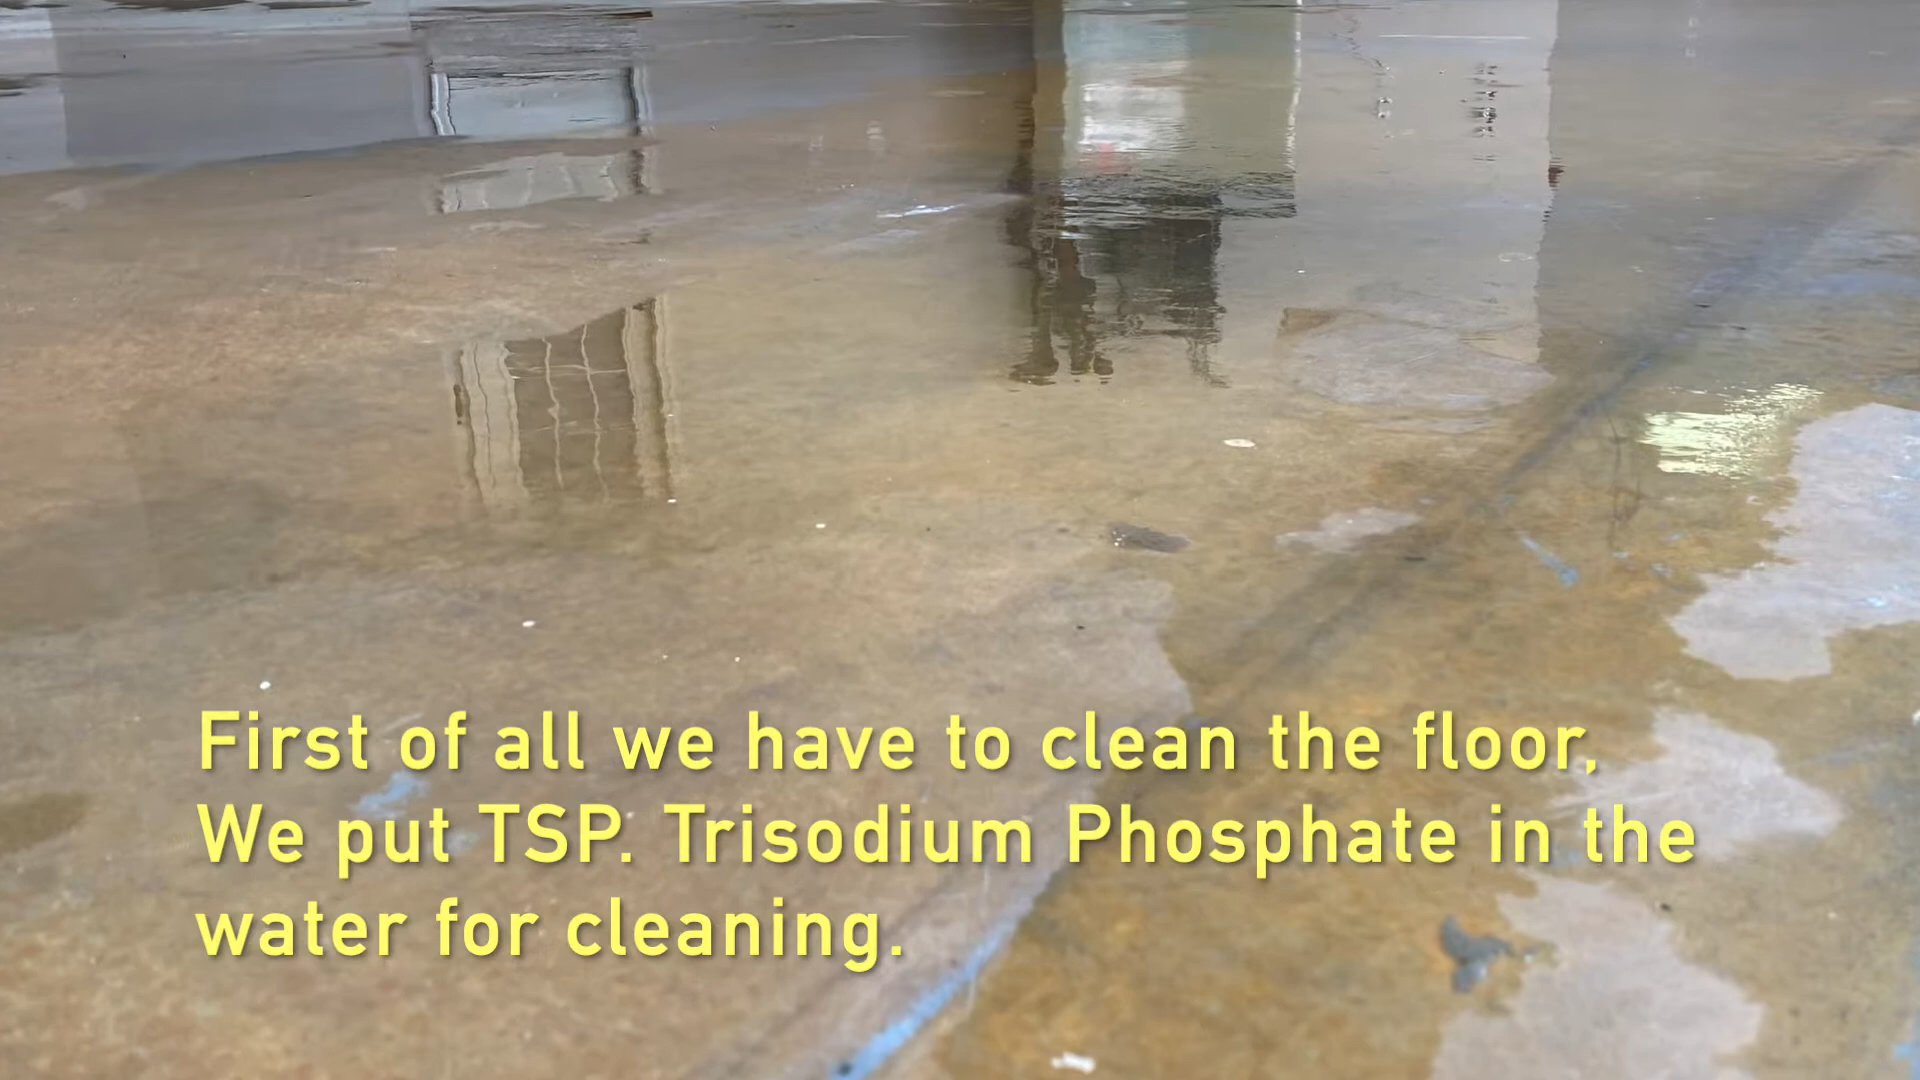 First of all we have to clean the floor,
We put TSP. Trisodium Phosphate in the
water for cleaning.